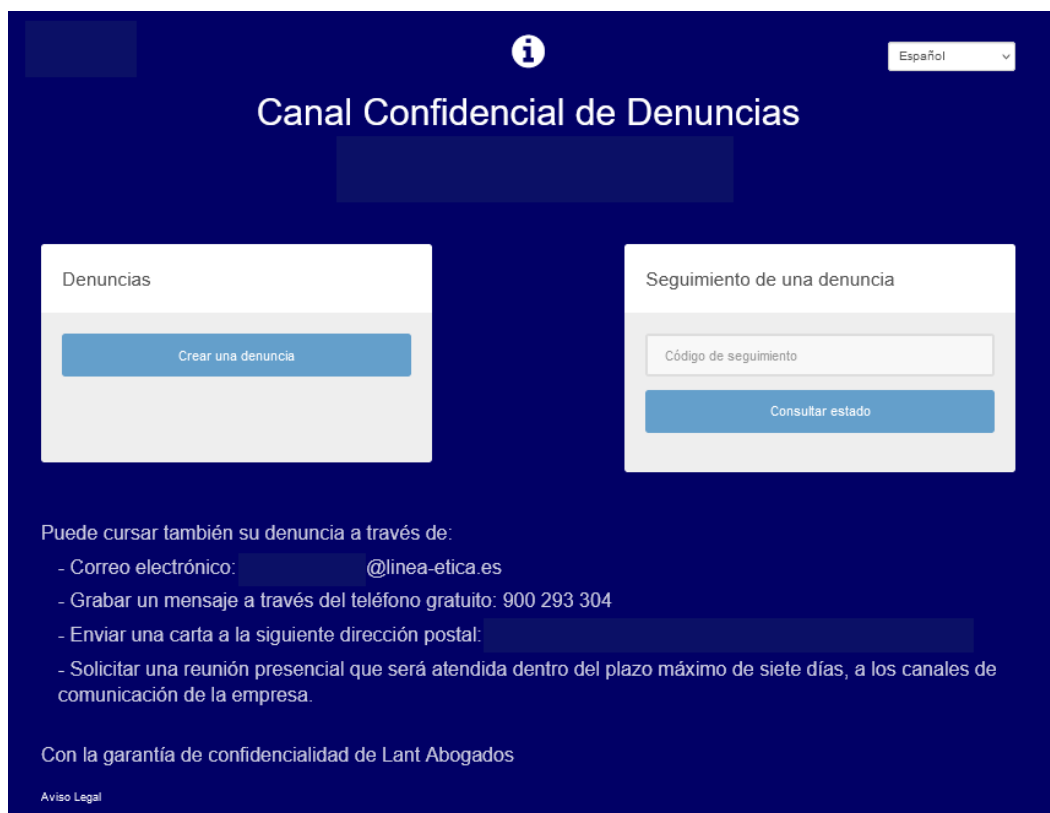 Español
Canal Confidencial de Denuncias
Denuncias
Crear una denuncia
Seguimiento de una denuncia
Código de seguimiento
Consultar estado
Puede cursar también su denuncia a través de:
- Correo electrónico: @linea-etica.es
- Grabar un mensaje a través del teléfono gratuito: 900 293 304
- Enviar una carta a la siguiente dirección postal:
- Solicitar una reunión presencial que será atendida dentro del plazo máximo de siete días, a los canales de
comunicación de la empresa.
Con la garantía de confidencialidad de Lant Abogados
Aviso Legal